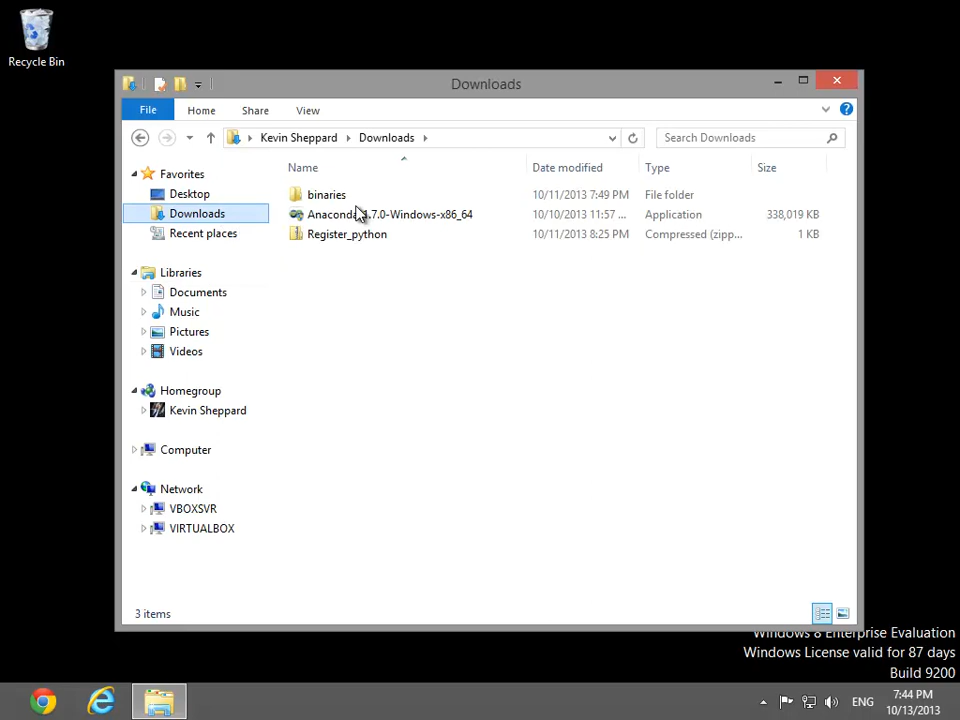 Recycle Bin
Downloads
File Home Share View
Kevin Sheppard Downloads Search Downloads
Name Date modified Type Size
Favorites
Desktop
Downloads
Recent places
Libraries
Documents
Music
Pictures
Videos
Homegroup
Kevin Sheppard
Computer
Network
VBOXSVR
VIRTUALBOX
binaries 10/11/2013 7:49 PM File folder
Anaconda 1.7.0-Windows-x86_64 10/10/2013 11:57 ... Application 338,019 KB
Register_python 10/11/2013 8:25 PM Compressed (zipp... 1 KB
3 items
Windows 8 Enterprise Evaluation
Windows License valid for 87 days
Build 9200
ENG
7:44 PM
10/13/2013